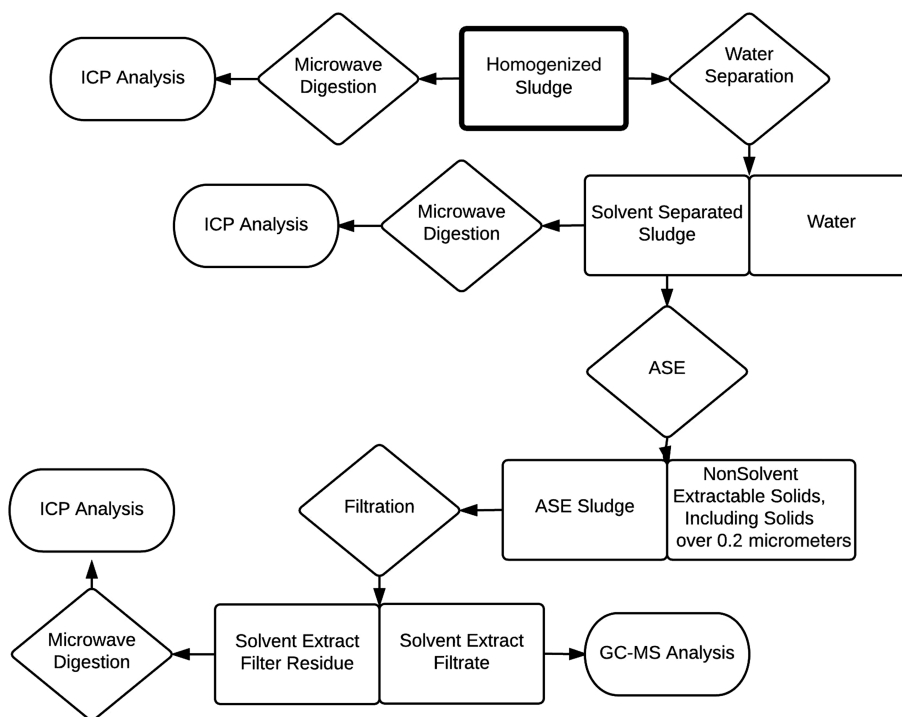 ICP Analysis
Microwave
Digestion
Homogenized
Sludge
Water
Separation
ICP Analysis
Microwave
Digestion
Solvent Separated
Sludge
Water
ASE
ICP Analysis
Filtration
ASE Sludge
NonSolvent
Extractable Solids,
Including Solids
over 0.2 micrometers
Microwave
Digestion
Solvent Extract
Filter Residue
Solvent Extract
Filtrate
GC-MS Analysis